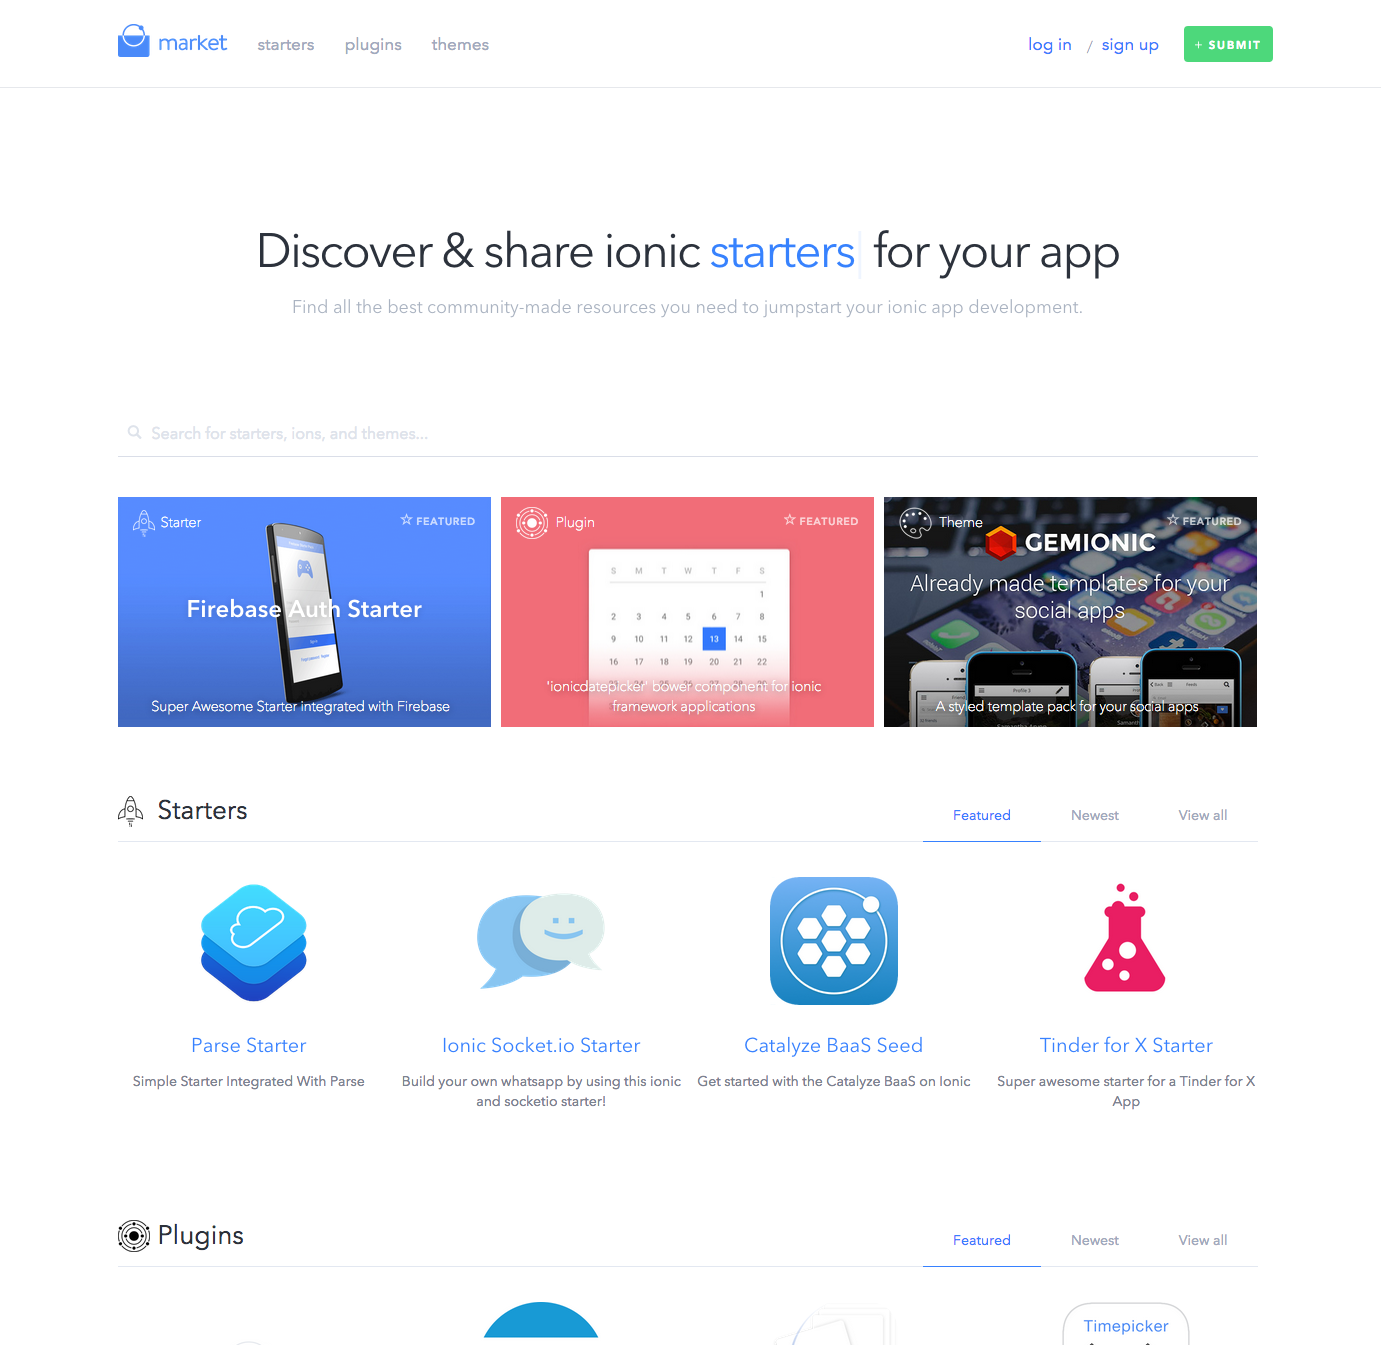 market starters plugins themes log in / sign up + SUBMIT
Discover & share ionic starters for your app
Find all the best community-made resources you need to jumpstart your ionic app development.
Search for starters, ions, and themes...
Starter
FEATURED
Firebase Auth Starter
Super Awesome Starter integrated with Firebase
Plugin
FEATURED
S M T W T F S
1
2 3 4 5 6 7 8
9 10 11 12 13 14 15
16 17 18 19 20 21 22
'ionicdatepicker' bower component for ionic
framework applications
Theme
FEATURED
GEMIONIC
Already made templates for your
social apps
Profile 3
Feeds
A styled template pack for your social apps
Starters
Featured Newest View all
Parse Starter
Simple Starter Integrated With Parse
Ionic Socket.io Starter
Build your own whatsapp by using this ionic
and socketio starter!
Catalyze BaaS Seed
Get started with the Catalyze BaaS on Ionic
Tinder for X Starter
Super awesome starter for a Tinder for X
App
Plugins
Featured Newest View all
Timepicker